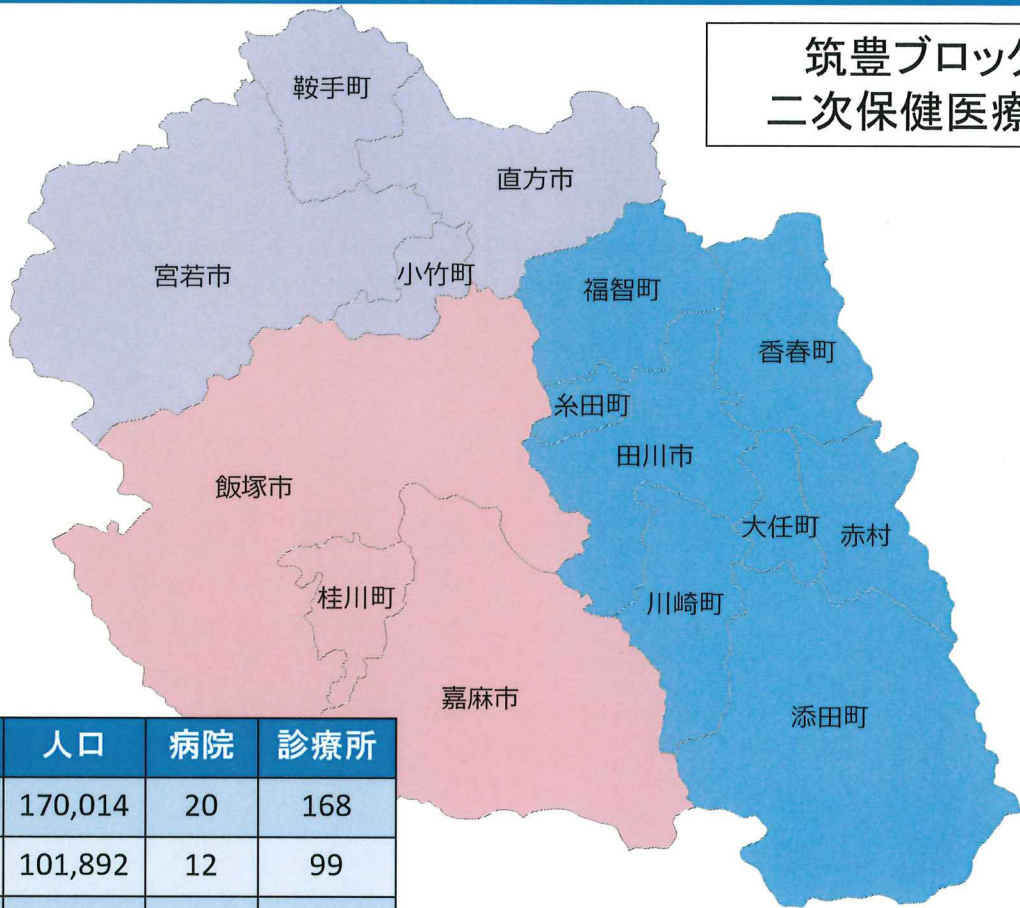 筑豊ブロック
二次保健医療
鞍手町
直方市
宮若市
小竹町
福智町
香春町
糸田町
田川市
飯塚市
大任町
赤村
桂川町
川崎町
嘉麻市
添田町
人口 病院 診療所
170,014 20 168
101,892 12 99